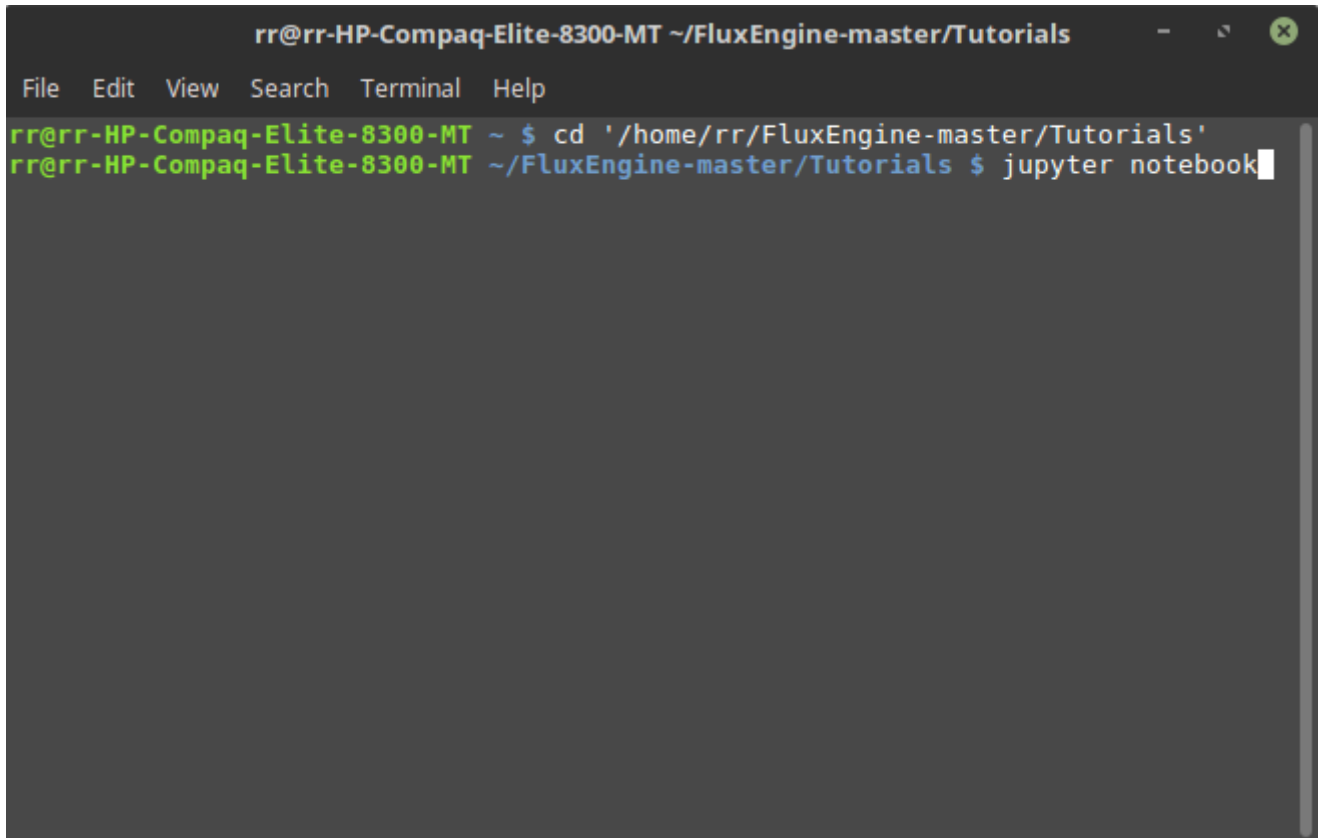 rr@rr-HP-Compaq-Elite-8300-MT ~/FluxEngine-master/Tutorials
File Edit View Search Terminal Help
rr@rr-HP-Compaq-Elite-8300-MT ~ $ cd '/home/rr/FluxEngine-master/Tutorials'
rr@rr-HP-Compaq-Elite-8300-MT ~/FluxEngine-master/Tutorials $ jupyter notebook